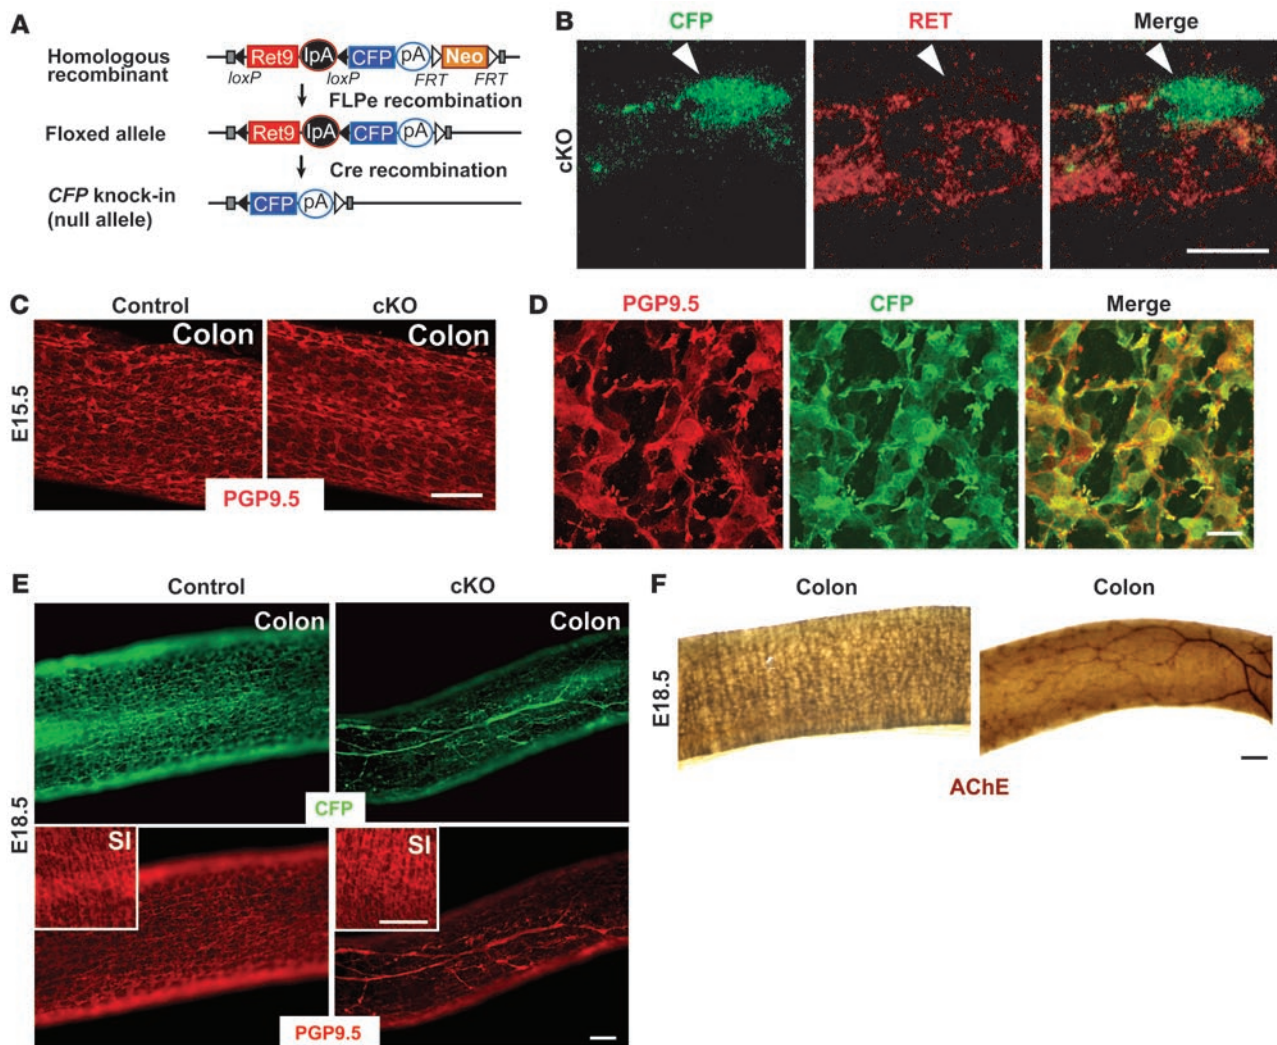 A
Homologous
recombinant
Ret9 IpA CFP pA Neo
loxP loxP FRT FRT
FLPe recombination
Floxed allele
Ret9 IpA CFP pA
Cre recombination
CFP knock-in
(null allele)
CFP pA
B
CFP RET Merge
cKO
C
Control cKO
Colon Colon
E15.5
PGP9.5
D
PGP9.5 CFP Merge
E
Control cKO
Colon Colon
E18.5
CFP
SI SI
PGP9.5
F
Colon Colon
E18.5
AChE